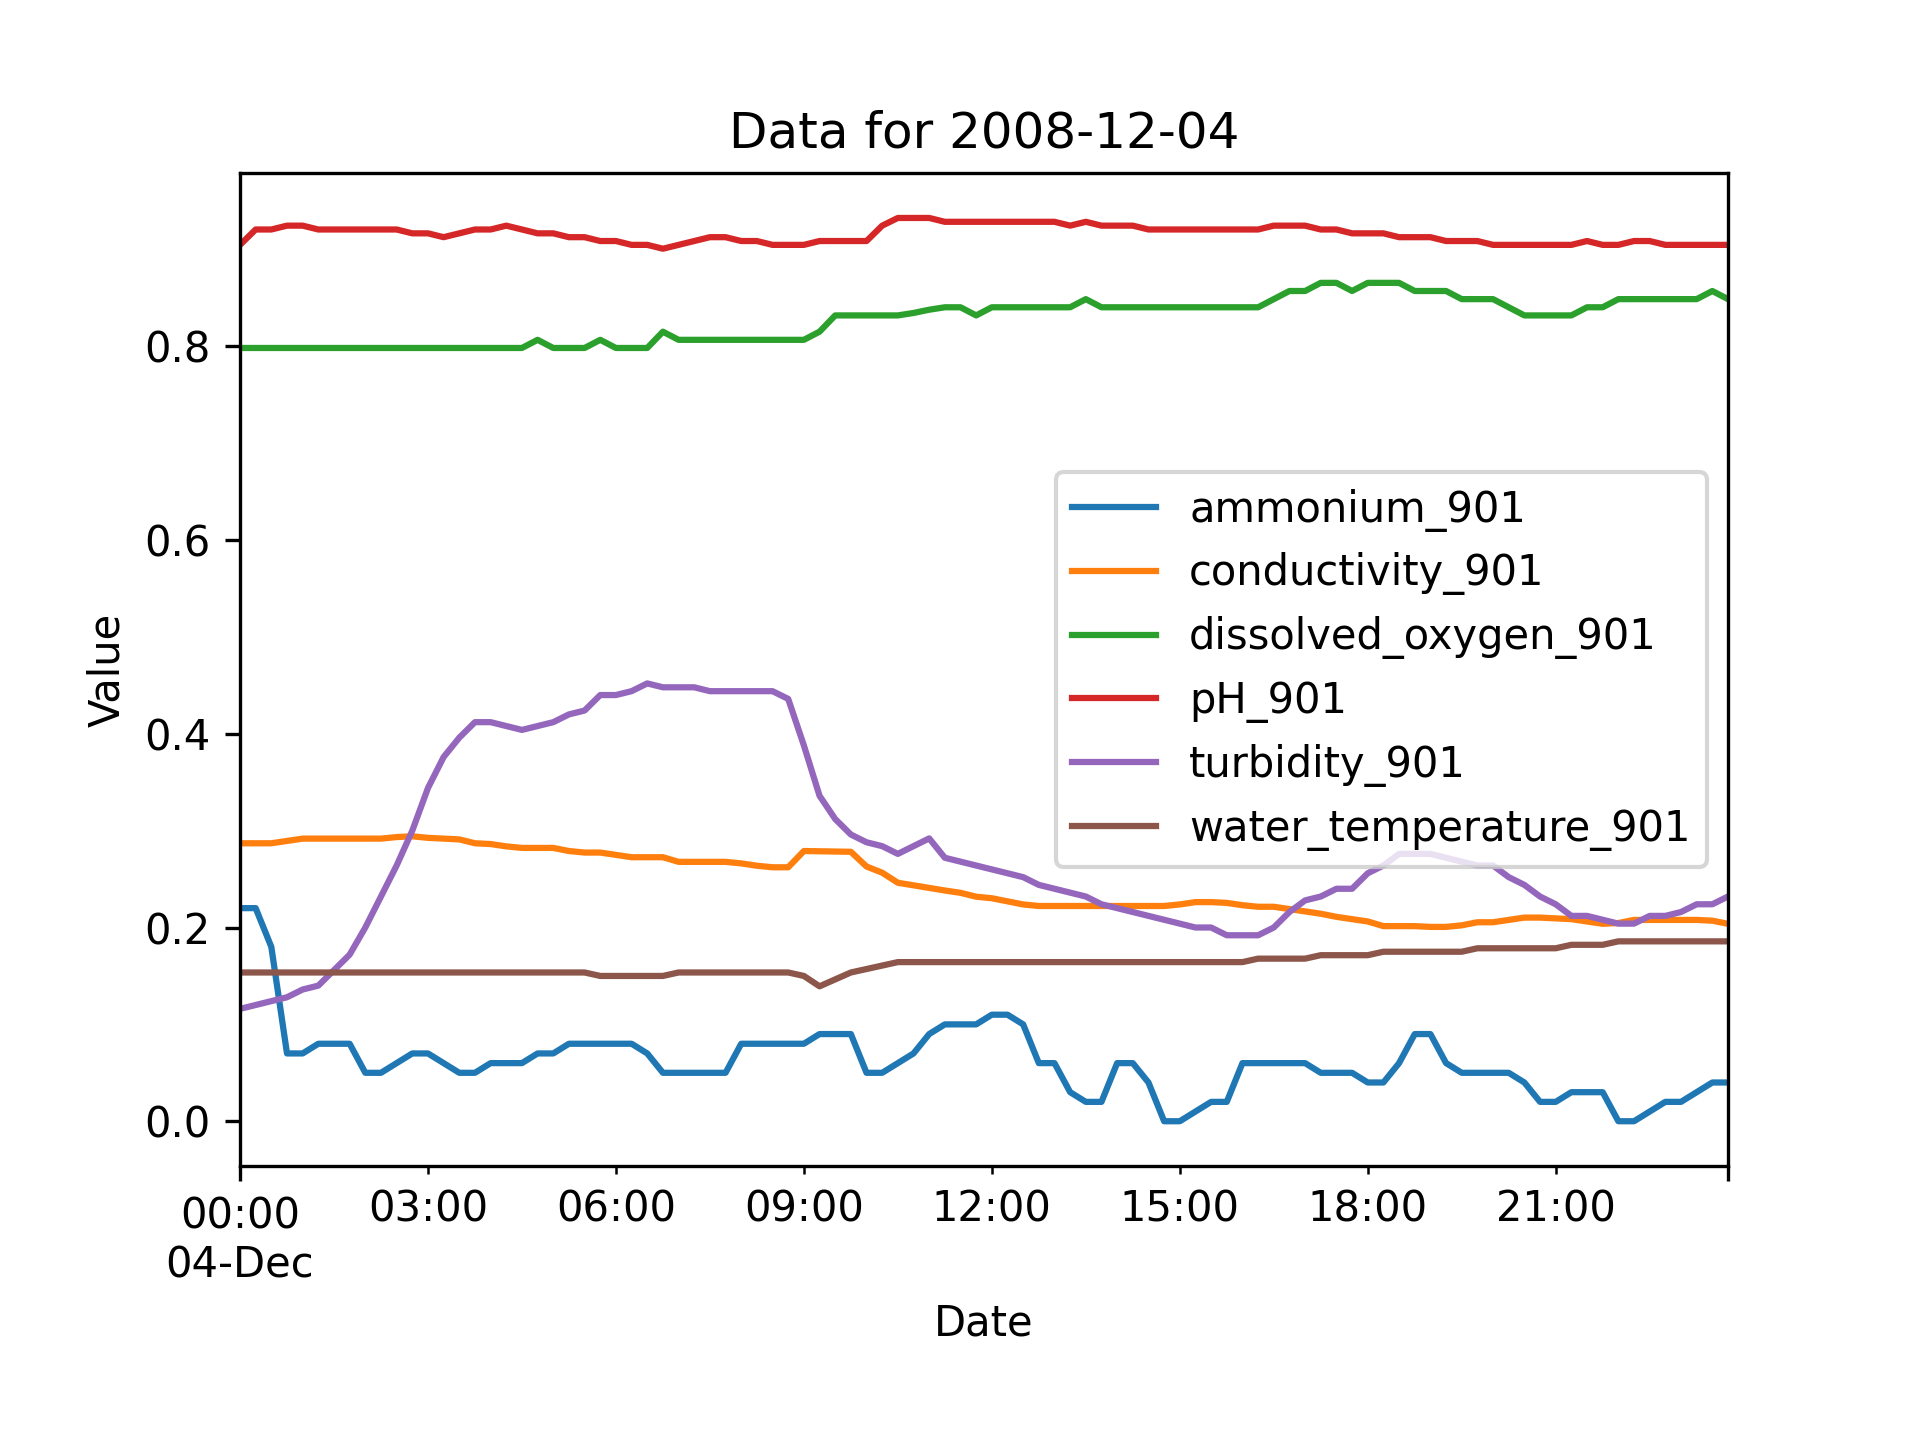 Data for 2008-12-04
Value
0.8
0.6
0.4
0.2
0.0
ammonium_901
conductivity_901
dissolved_oxygen_901
pH_901
turbidity_901
water_temperature_901
00:00 03:00 06:00 09:00 12:00 15:00 18:00 21:00
04-Dec
Date